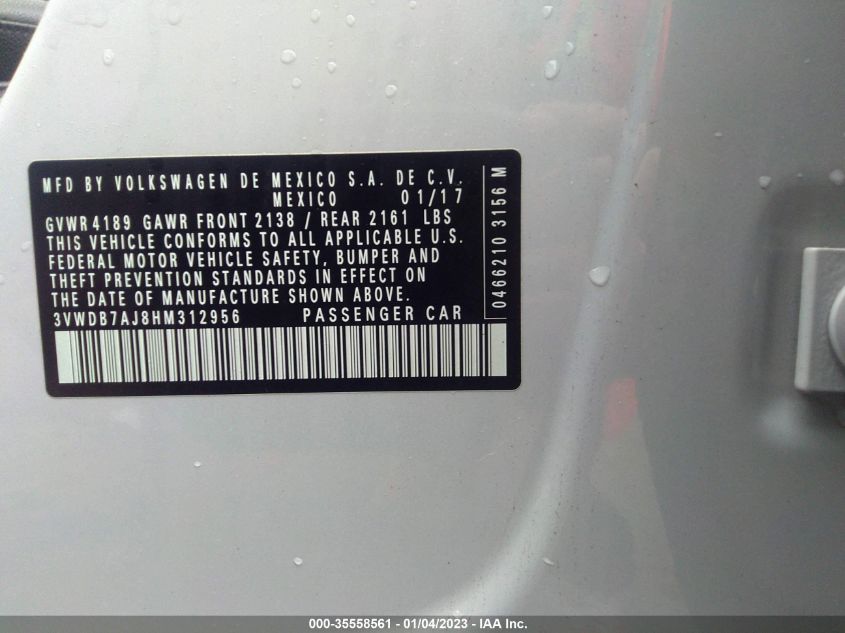 MFD BY VOLKSWAGEN DE MEXICO S.A. DE C.V.
MEXICO 01/17
GVWR 4189 GAWR FRONT 2138 / REAR 2161 LBS
THIS VEHICLE CONFORMS TO ALL APPLICABLE U.S.
FEDERAL MOTOR VEHICLE SAFETY, BUMPER AND
THEFT PREVENTION STANDARDS IN EFFECT ON
THE DATE OF MANUFACTURE SHOWN ABOVE.
3VWDB7AJ8HM312956 PASSENGER CAR
0466210 3156 M
000-35558561 - 01/04/2023 - IAA Inc.